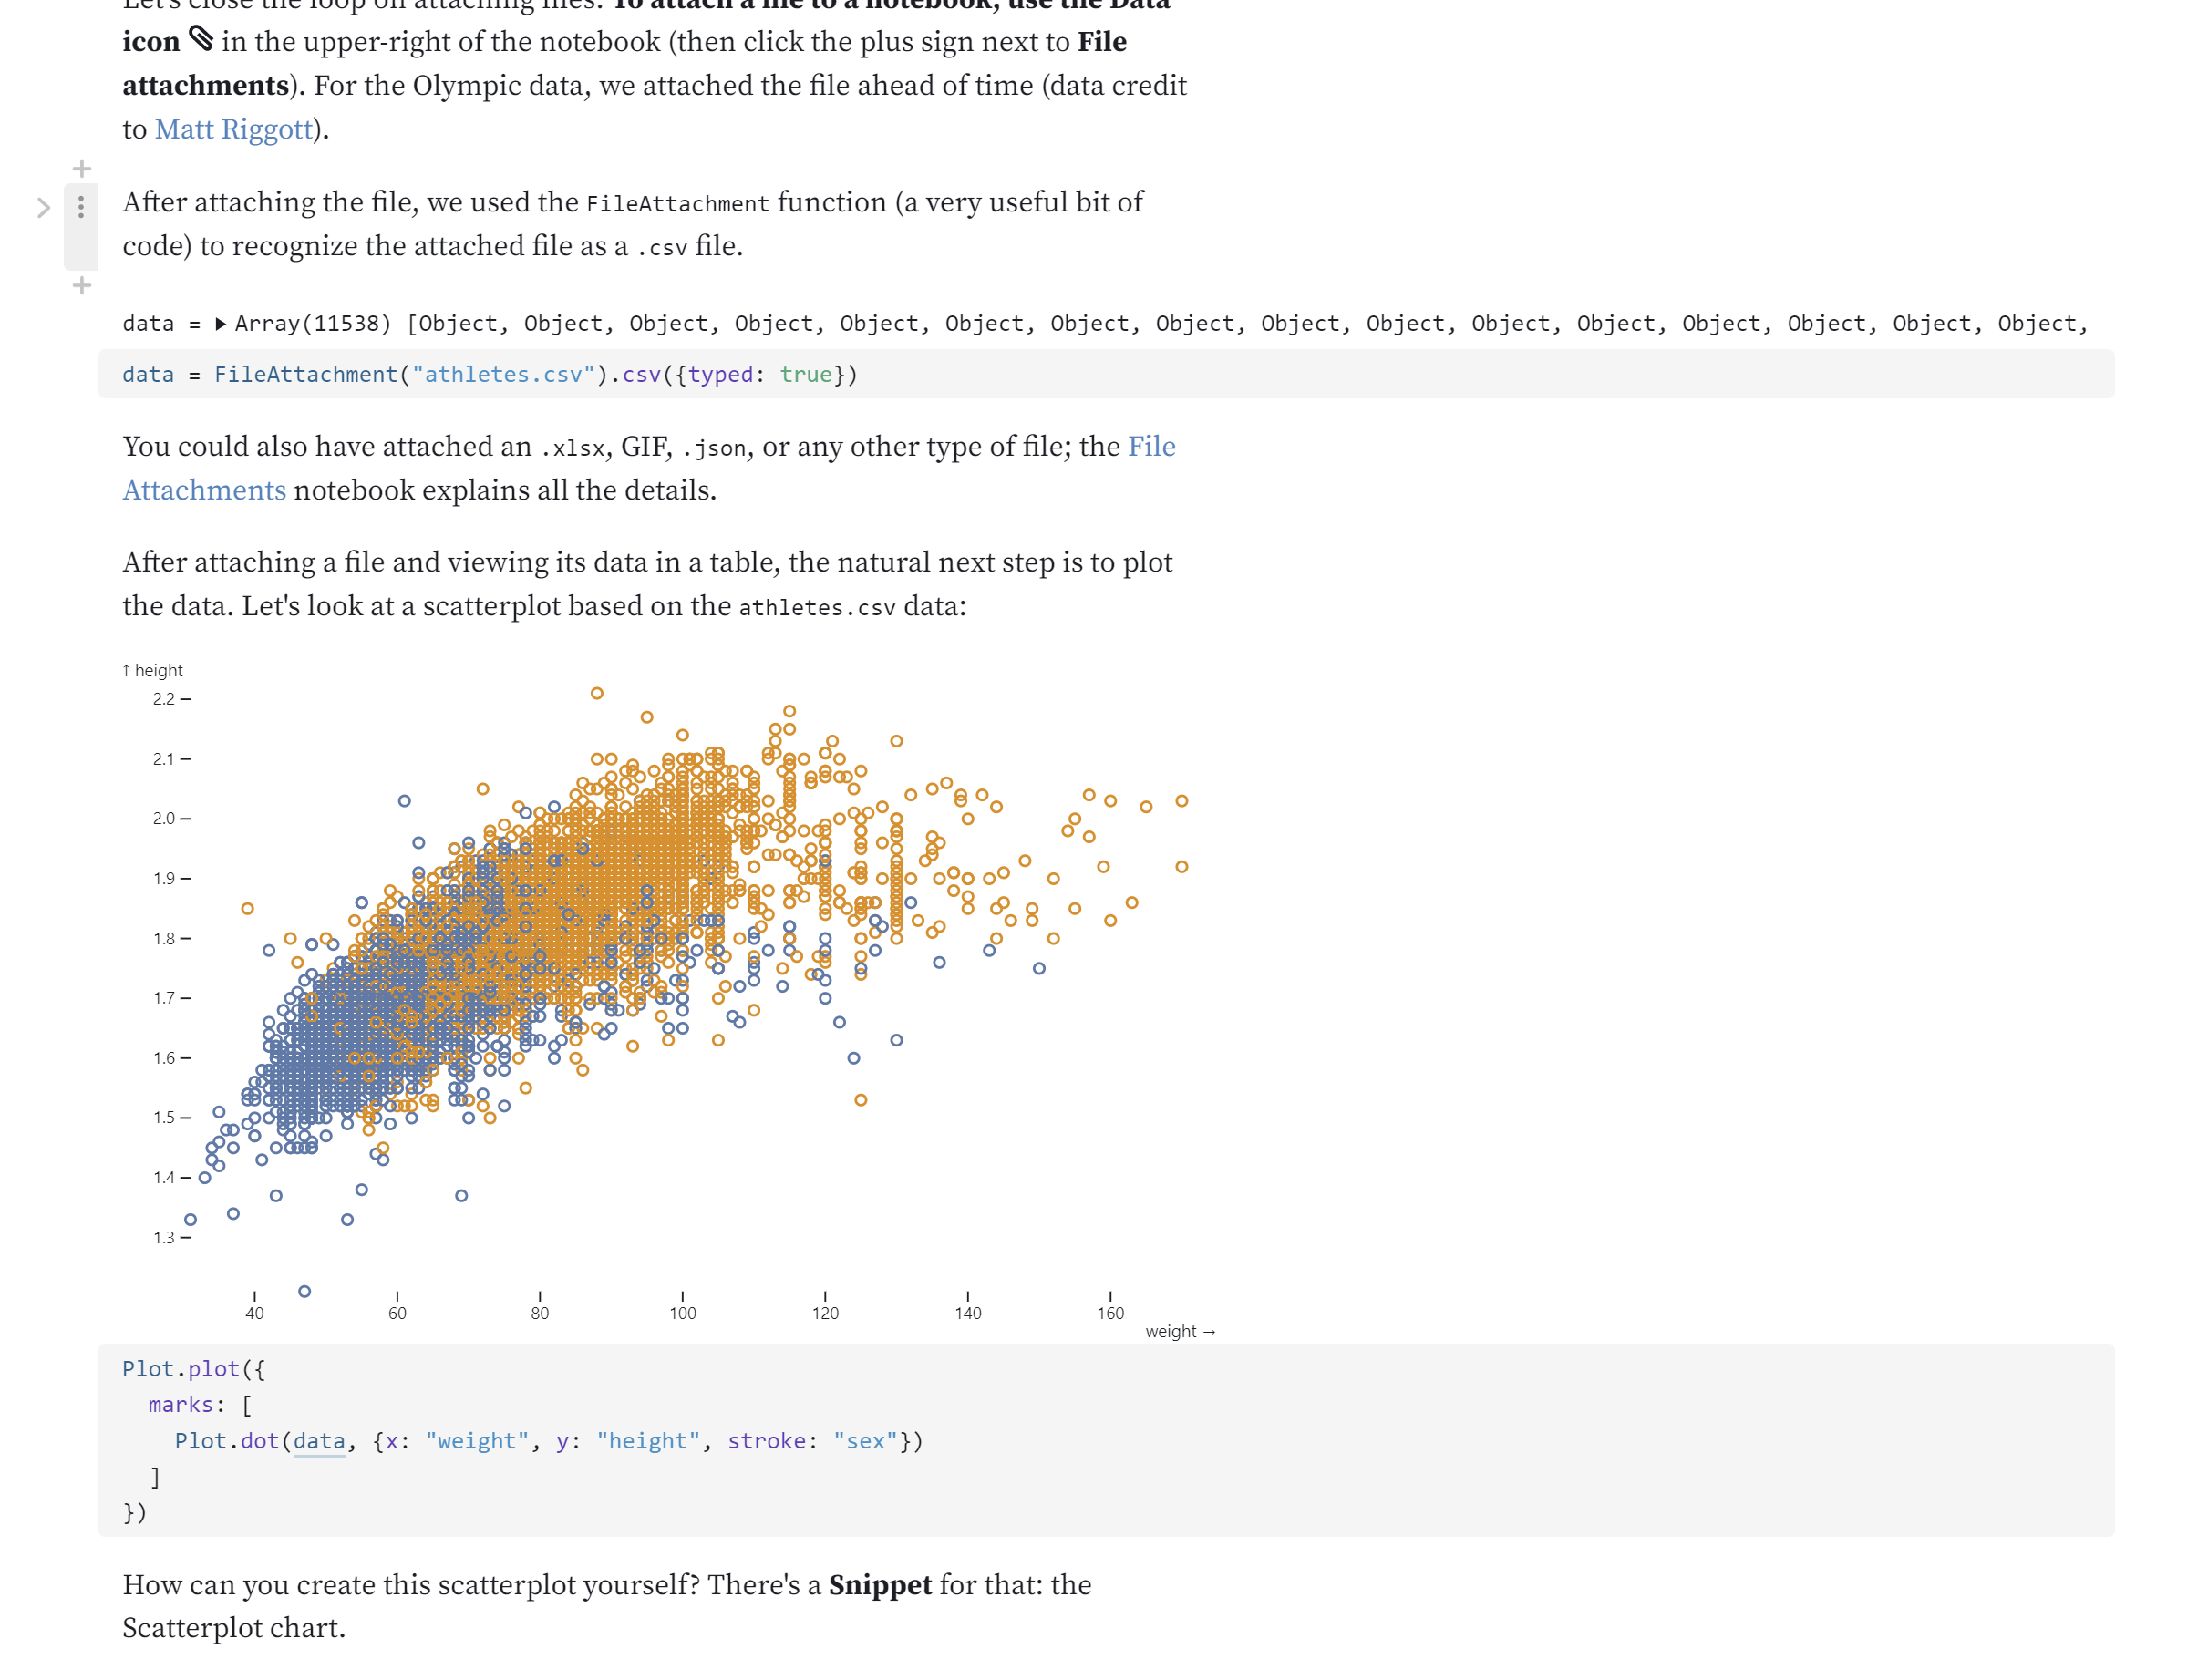 Let's close the loop on attaching files: To attach a file to a notebook, use the Data
icon in the upper-right of the notebook (then click the plus sign next to File
attachments). For the Olympic data, we attached the file ahead of time (data credit
to Matt Riggott).
After attaching the file, we used the FileAttachment function (a very useful bit of
code) to recognize the attached file as a .csv file.
data = ▶ Array(11538) [Object, Object, Object, Object, Object, Object, Object, Object, Object, Object, Object, Object, Object, Object, Object, Object,
data = FileAttachment("athletes.csv").csv({typed: true})
You could also have attached an .xlsx, GIF, .json, or any other type of file; the File
Attachments notebook explains all the details.
After attaching a file and viewing its data in a table, the natural next step is to plot
the data. Let's look at a scatterplot based on the athletes.csv data:
↑ height
2.2
2.1
2.0
1.9
1.8
1.7
1.6
1.5
1.4
1.3
40 60 80 100 120 140 160
weight →
Plot.plot({
  marks: [
    Plot.dot(data, {x: "weight", y: "height", stroke: "sex"})
  ]
})
How can you create this scatterplot yourself? There's a Snippet for that: the
Scatterplot chart.